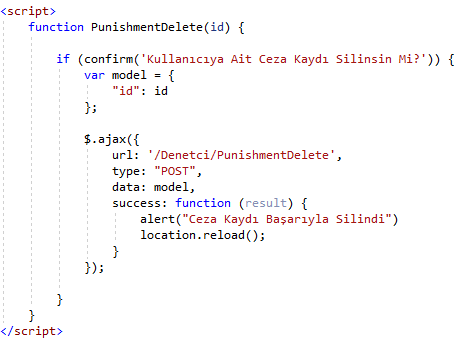 <script>
function PunishmentDelete(id) {
if (confirm('Kullanıcıya Ait Ceza Kaydı Silinsin Mi?')) {
var model = {
"id": id
};
$.ajax({
url: '/Denetci/PunishmentDelete',
type: "POST",
data: model,
success: function (result) {
alert("Ceza Kaydı Başarıyla Silindi")
location.reload();
}
});
}
}
</script>